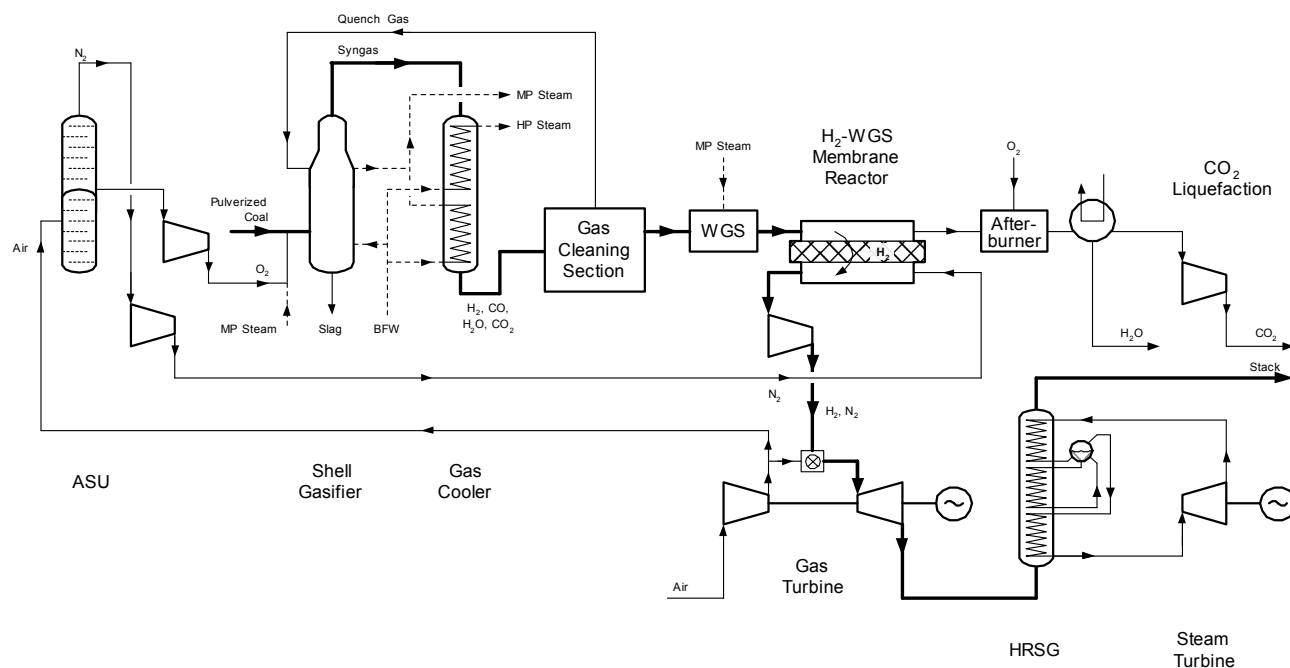 Quench Gas
N2
Syngas
MP Steam
HP Steam
Pulverized
Coal
Air
O2
MP Steam
Slag
BFW
H2, CO,
H2O, CO2
Gas
Cleaning
Section
MP Steam
WGS
H2-WGS
Membrane
Reactor
H2
O2
After-
burner
CO2
Liquefaction
H2O
CO2
Stack
N2
H2, N2
ASU
Shell
Gasifier
Gas
Cooler
Air
Gas
Turbine
HRSG
Steam
Turbine